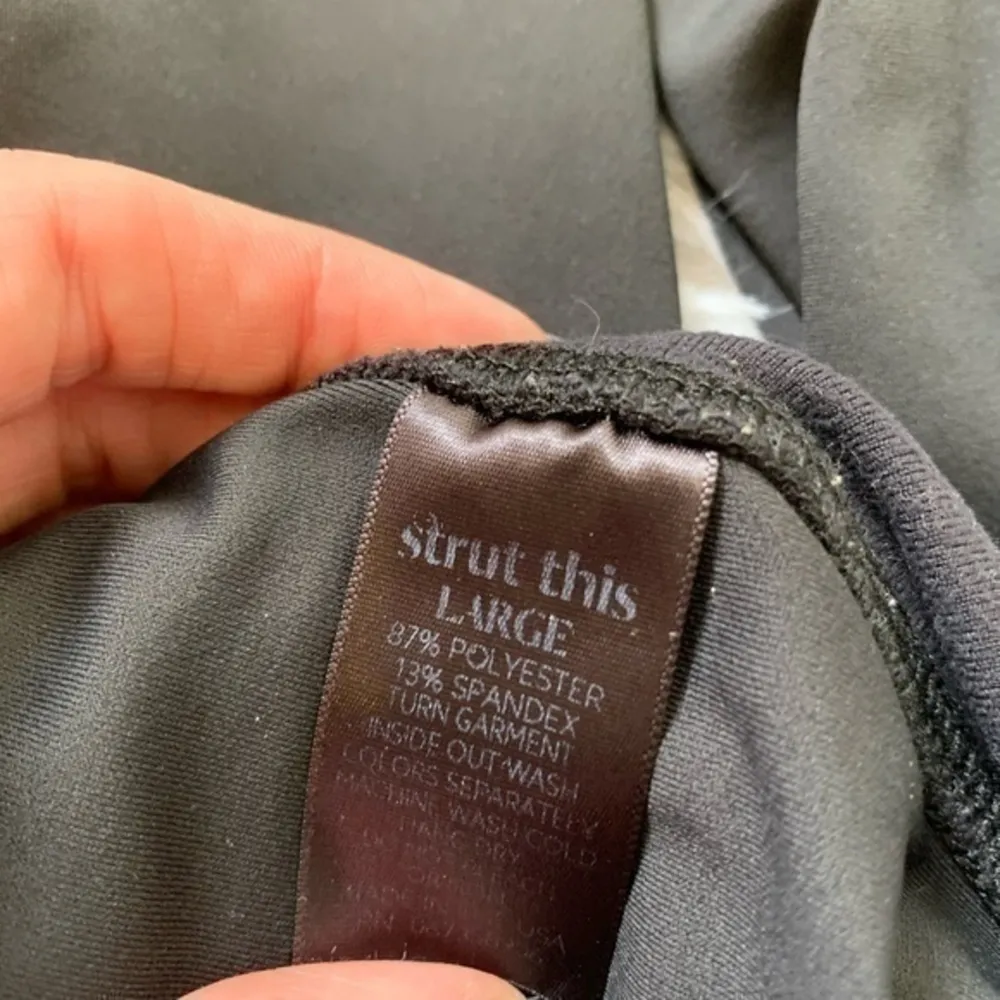 strut this
LARGE
87% POLYESTER
13% SPANDEX
TURN GARMENT
INSIDE OUT·WASH
COLORS SEPARATELY
MACHINE WASH COLD
HANG DRY
USA